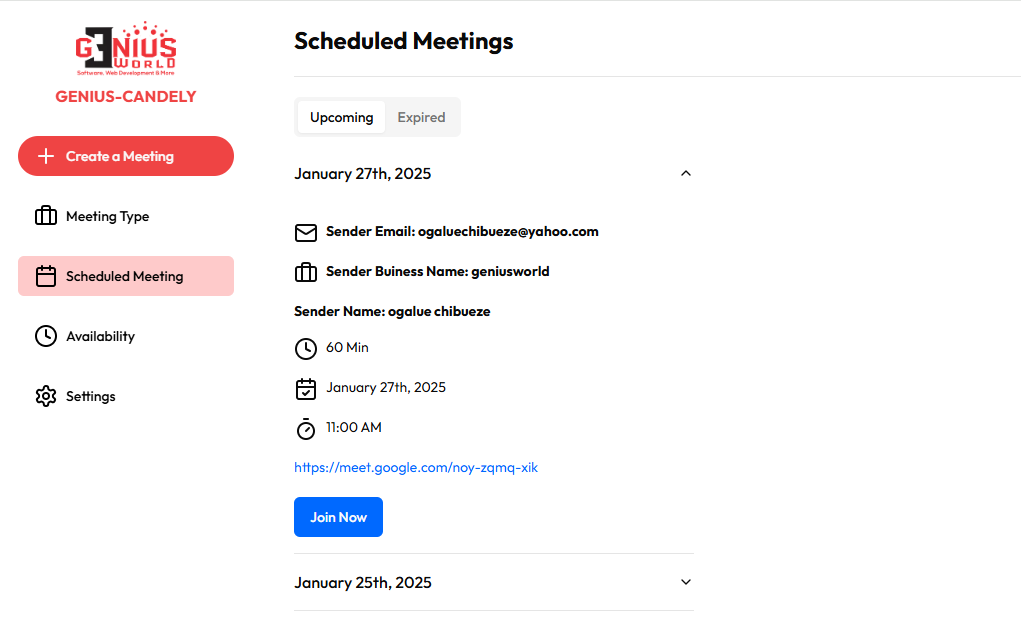 GENIUS
WORLD
Software, Web Development & More
GENIUS-CANDELY
Create a Meeting
Meeting Type
Scheduled Meeting
Availability
Settings
Scheduled Meetings
Upcoming
Expired
January 27th, 2025
Sender Email: ogaluechibueze@yahoo.com
Sender Buiness Name: geniusworld
Sender Name: ogalue chibueze
60 Min
January 27th, 2025
11:00 AM
https://meet.google.com/noy-zqmq-xik
Join Now
January 25th, 2025